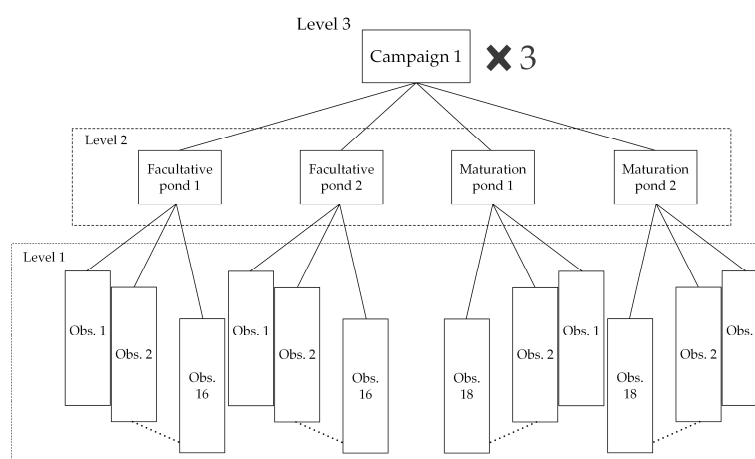 Level 3
Campaign 1
✖ 3
Level 2
Facultative
pond 1
Facultative
pond 2
Maturation
pond 1
Maturation
pond 2
Level 1
Obs. 1
Obs. 2
Obs.
16
Obs. 1
Obs. 2
Obs.
16
Obs.
18
Obs. 2
Obs. 1
Obs.
18
Obs. 2
Obs.